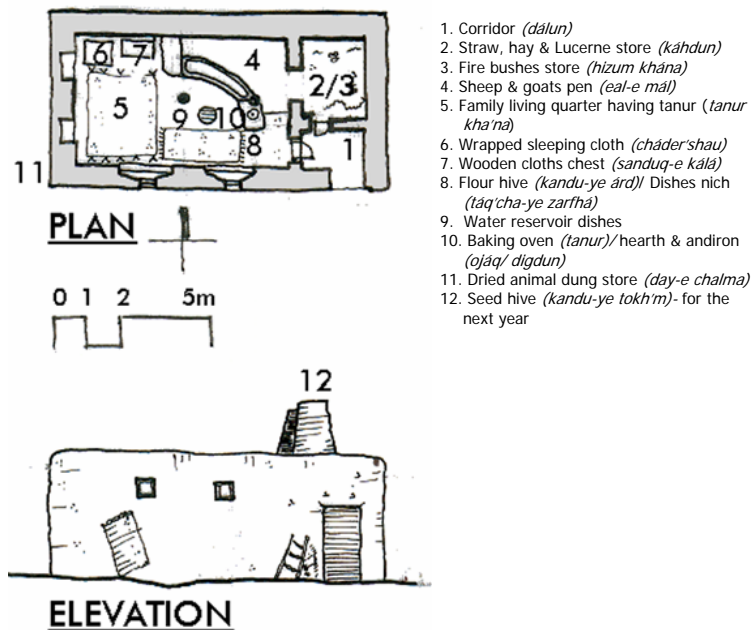 6 7 4
2/3
5
9 10
8 1
11
PLAN
0 1 2 5m
12
ELEVATION
1. Corridor (dálun)
2. Straw, hay & Lucerne store (káhdun)
3. Fire bushes store (hizum khána)
4. Sheep & goats pen (eal-e mál)
5. Family living quarter having tanur (tanur
kha'na)
6. Wrapped sleeping cloth (cháder'shau)
7. Wooden cloths chest (sanduq-e kálá)
8. Flour hive (kandu-ye árd)/ Dishes nich
(táq'cha-ye zarfhá)
9. Water reservoir dishes
10. Baking oven (tanur)/ hearth & andiron
(ojáq/ digdun)
11. Dried animal dung store (day-e chalma)
12. Seed hive (kandu-ye tokh'm)- for the
next year